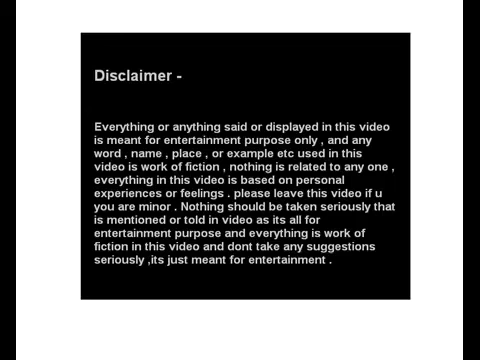 Disclaimer -
Everything or anything said or displayed in this video
is meant for entertainment purpose only , and any
word , name , place , or example etc used in this
video is work of fiction , nothing is related to any one ,
everything in this video is based on personal
experiences or feelings . please leave this video if u
you are minor . Nothing should be taken seriously that
is mentioned or told in video as its all for
entertainment purpose and everything is work of
fiction in this video and dont take any suggestions
seriously ,its just meant for entertainment .